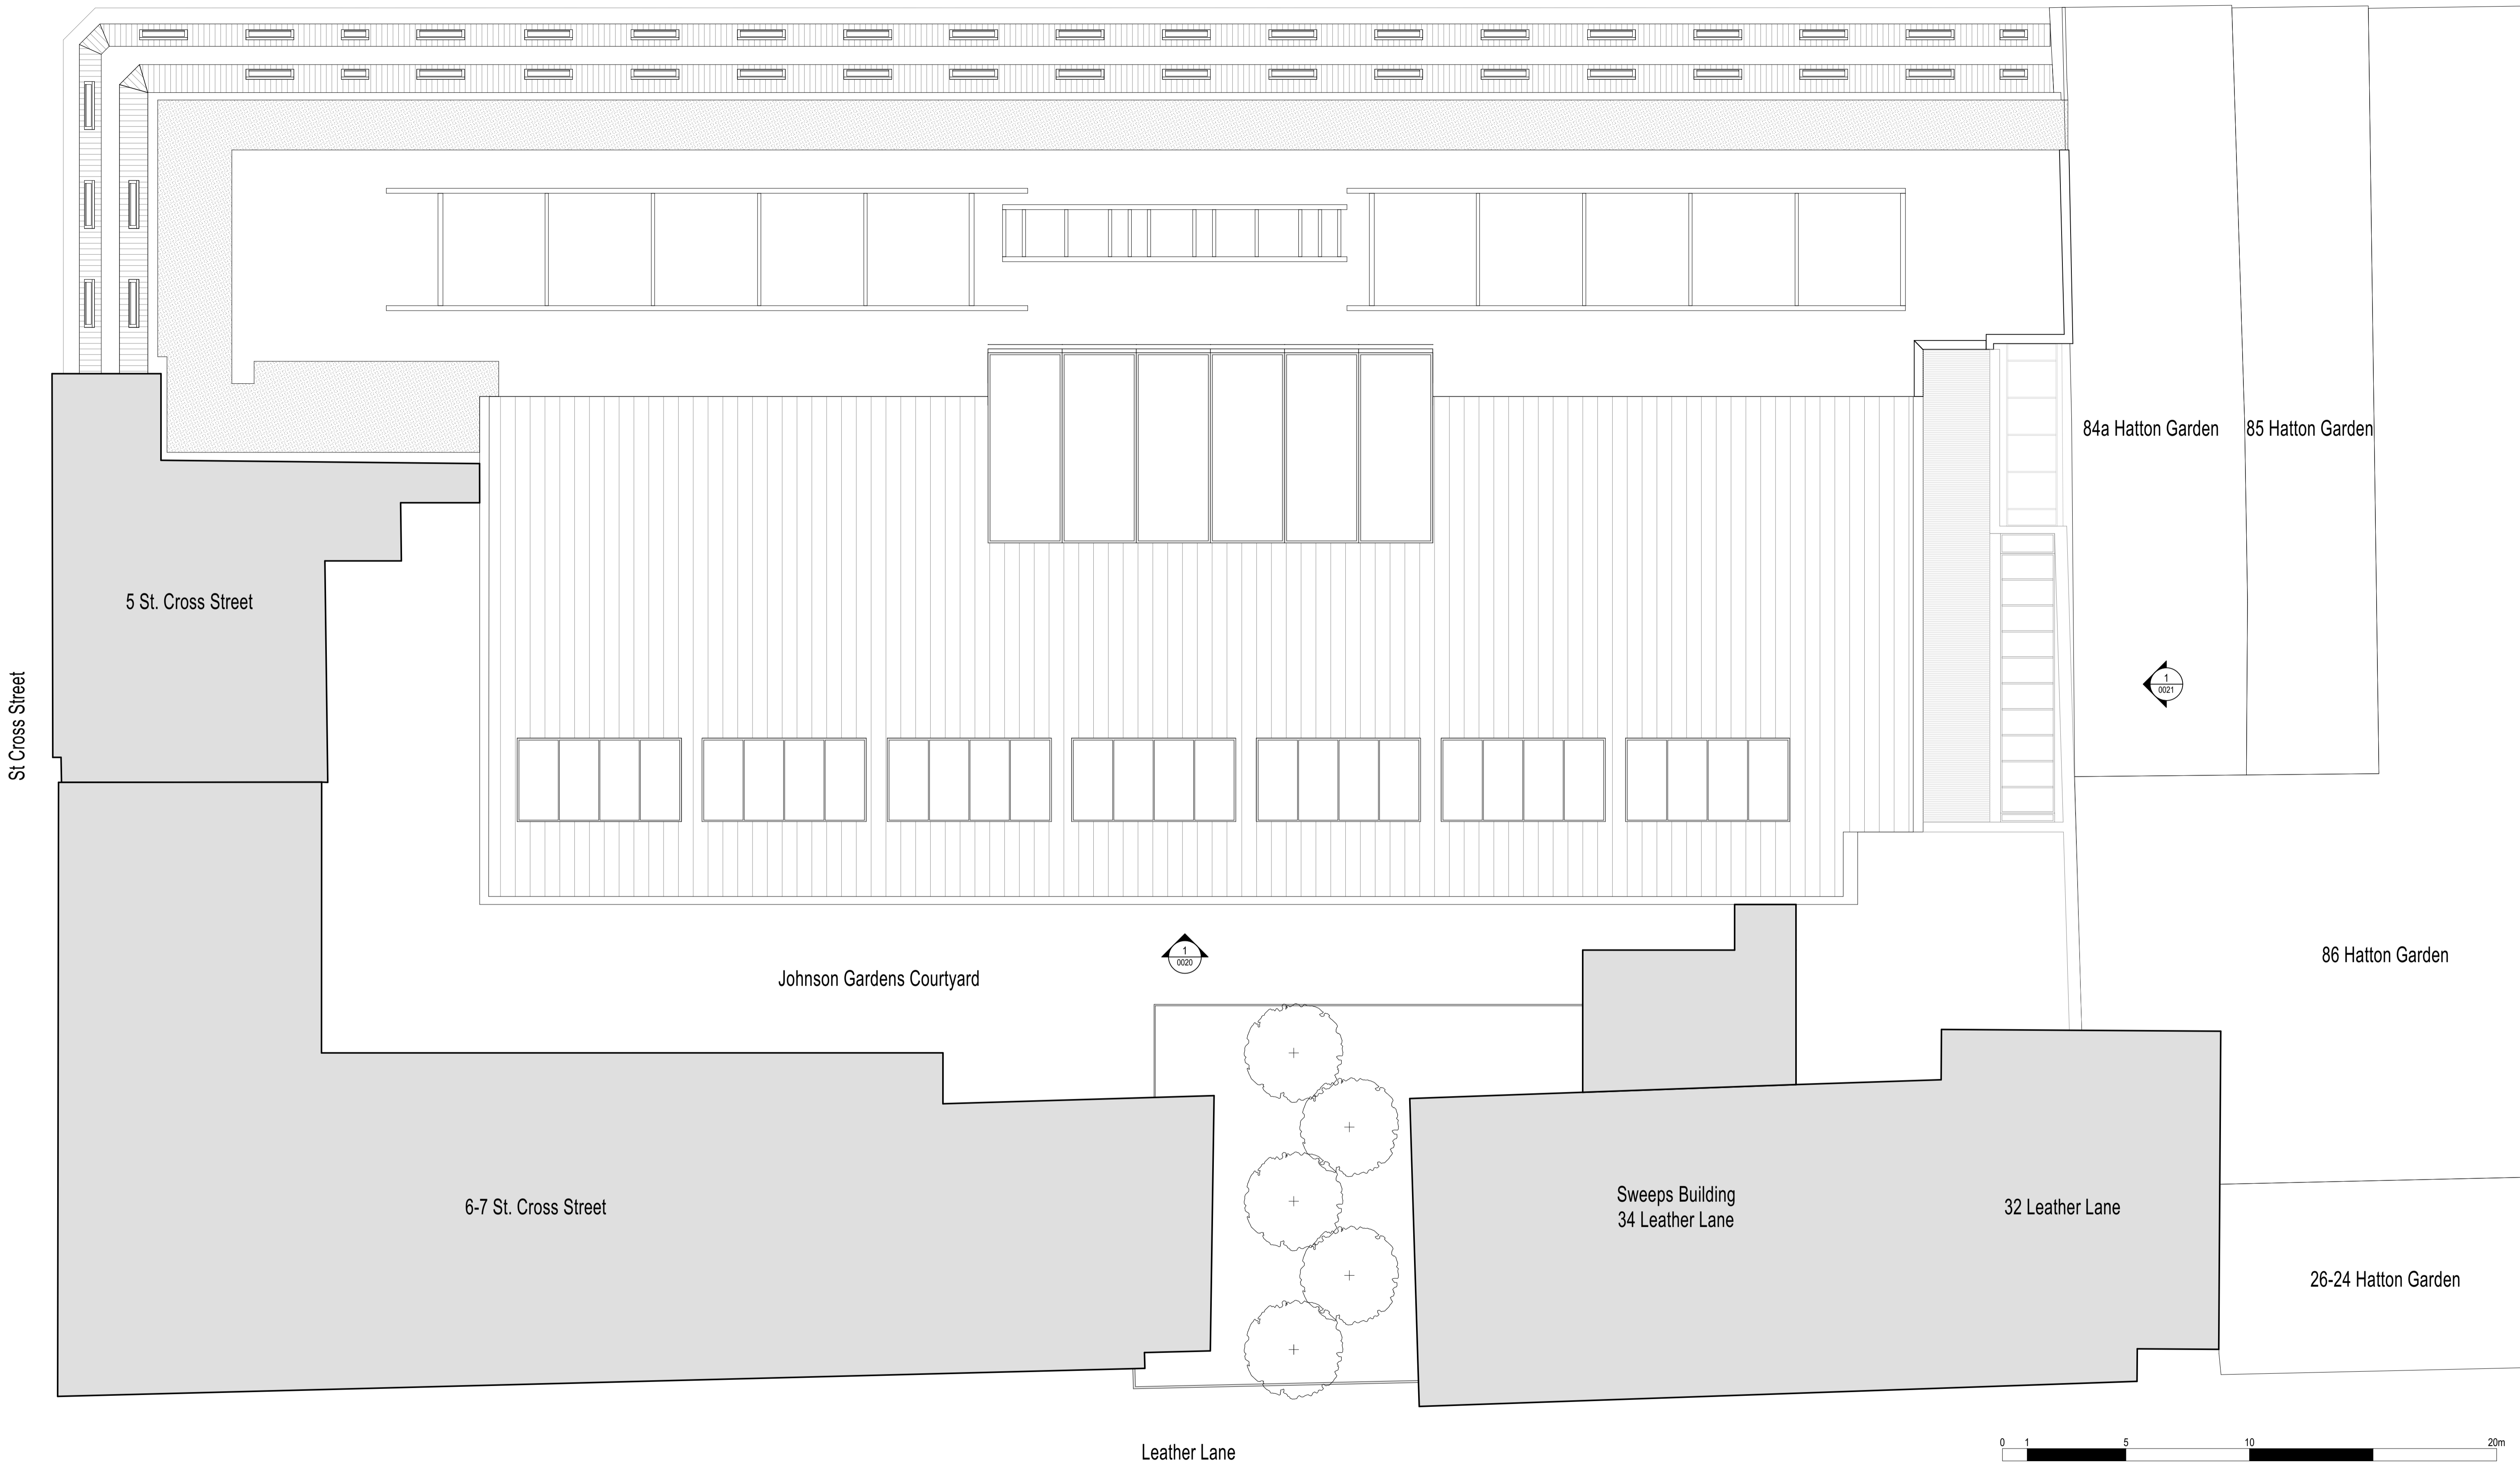 84a Hatton Garden
85 Hatton Garden
5 St. Cross Street
St Cross Street
1
0021
1
0020
86 Hatton Garden
Johnson Gardens Courtyard
6-7 St. Cross Street
Sweeps Building
34 Leather Lane
32 Leather Lane
26-24 Hatton Garden
Leather Lane
0 1 5 10 20m